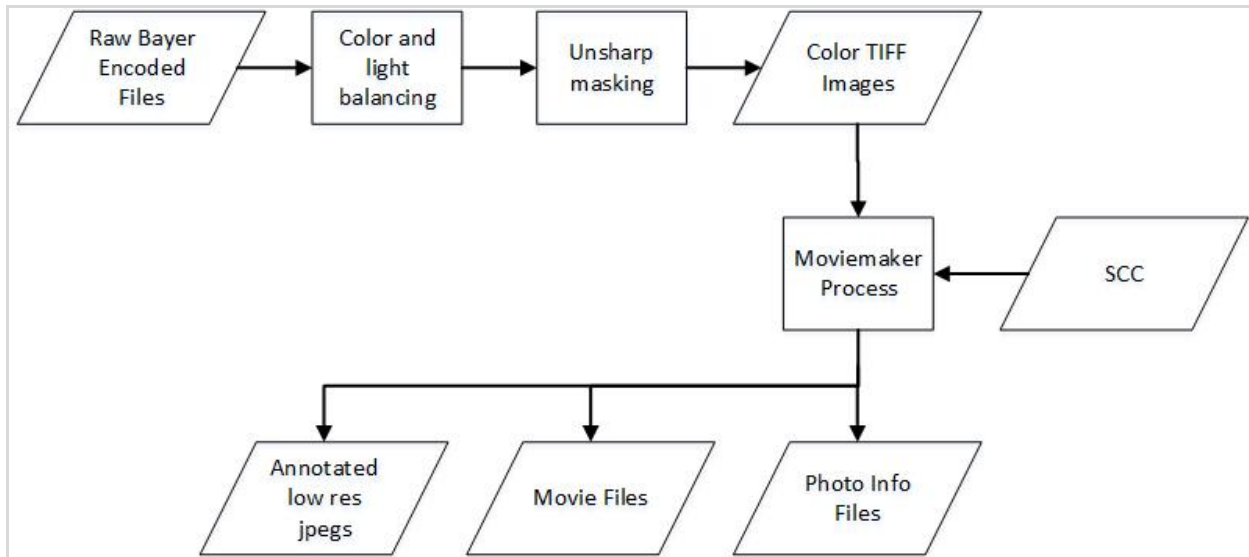 Raw Bayer
Encoded
Files
Color and
light
balancing
Unsharp
masking
Color TIFF
Images
Moviemaker
Process
SCC
Annotated
low res
jpegs
Movie Files
Photo Info
Files